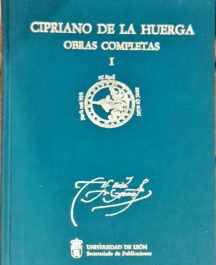 CIPRIANO DE LA HUERGA
OBRAS COMPLETAS
I
UNIVERSIDAD DE LEÓN
Secretariado de Publicaciones